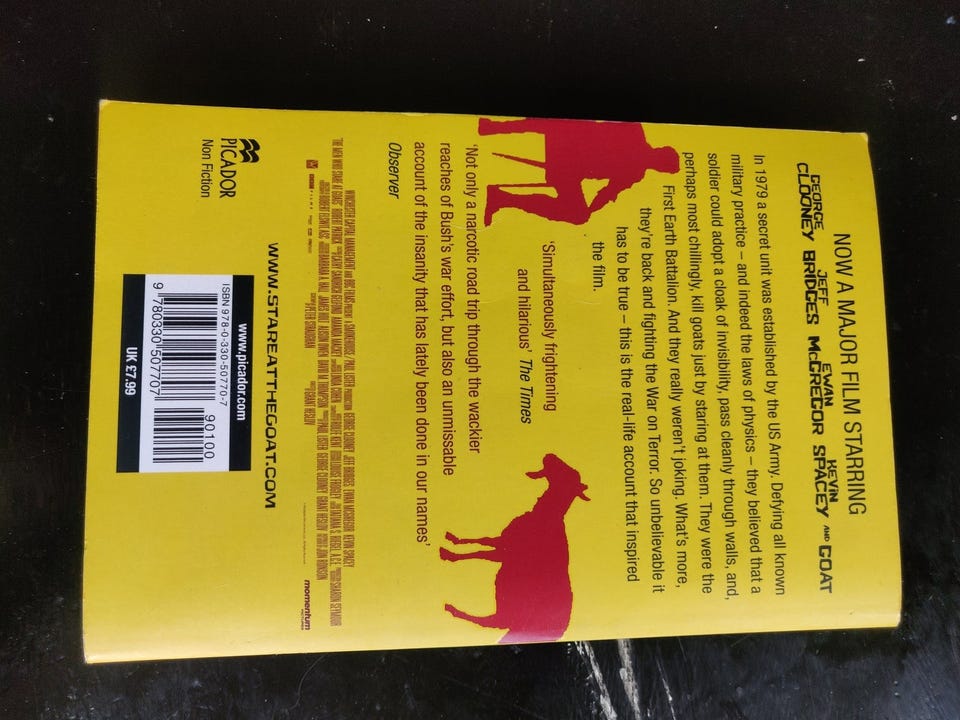 NOW A MAJOR FILM STARRING
GEORGE CLOONEY JEFF BRIDGES EWAN McGREGOR KEVIN SPACEY AND GOAT
In 1979 a secret unit was established by the US Army. Defying all known
military practice – and indeed the laws of physics – they believed that a
soldier could adopt a cloak of invisibility, pass cleanly through walls, and,
perhaps most chillingly, kill goats just by staring at them. They were the
First Earth Battalion. And they really weren't joking. What's more,
they're back and fighting the War on Terror. So unbelievable it
has to be true – this is the real-life account that inspired
the film.
'Simultaneously frightening
and hilarious' The Times
'Not only a narcotic road trip through the wackier
reaches of Bush's war effort, but also an unmissable
account of the insanity that has lately been done in our names'
Observer
momentum
WWW.STAREATTHEGOAT.COM
PICADOR
Non Fiction
www.picador.com
ISBN 978-0-330-50770-7
90100
9 780330 507707
UK £7.99